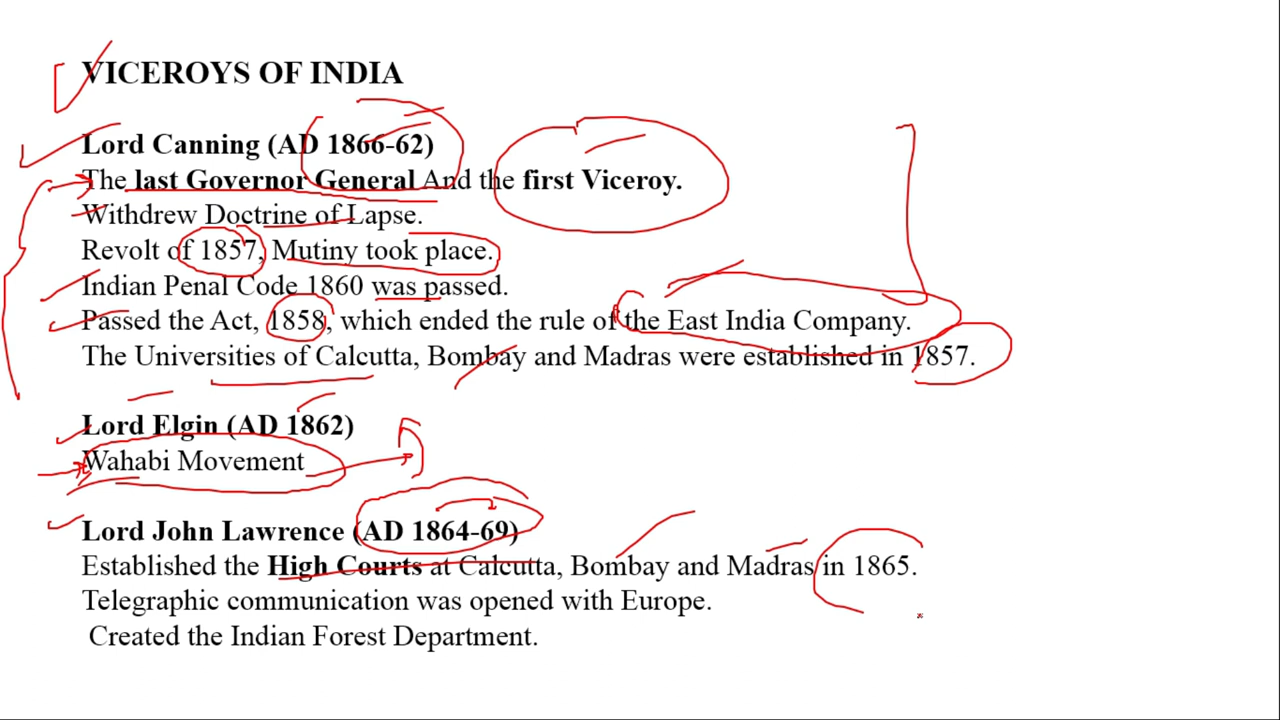 VICEROYS OF INDIA
Lord Canning (AD 1866-62)
The last Governor General And the first Viceroy.
Withdrew Doctrine of Lapse.
Revolt of 1857, Mutiny took place.
Indian Penal Code 1860 was passed.
Passed the Act, 1858, which ended the rule of the East India Company.
The Universities of Calcutta, Bombay and Madras were established in 1857.
Lord Elgin (AD 1862)
Wahabi Movement
Lord John Lawrence (AD 1864-69)
Established the High Courts at Calcutta, Bombay and Madras in 1865.
Telegraphic communication was opened with Europe.
Created the Indian Forest Department.